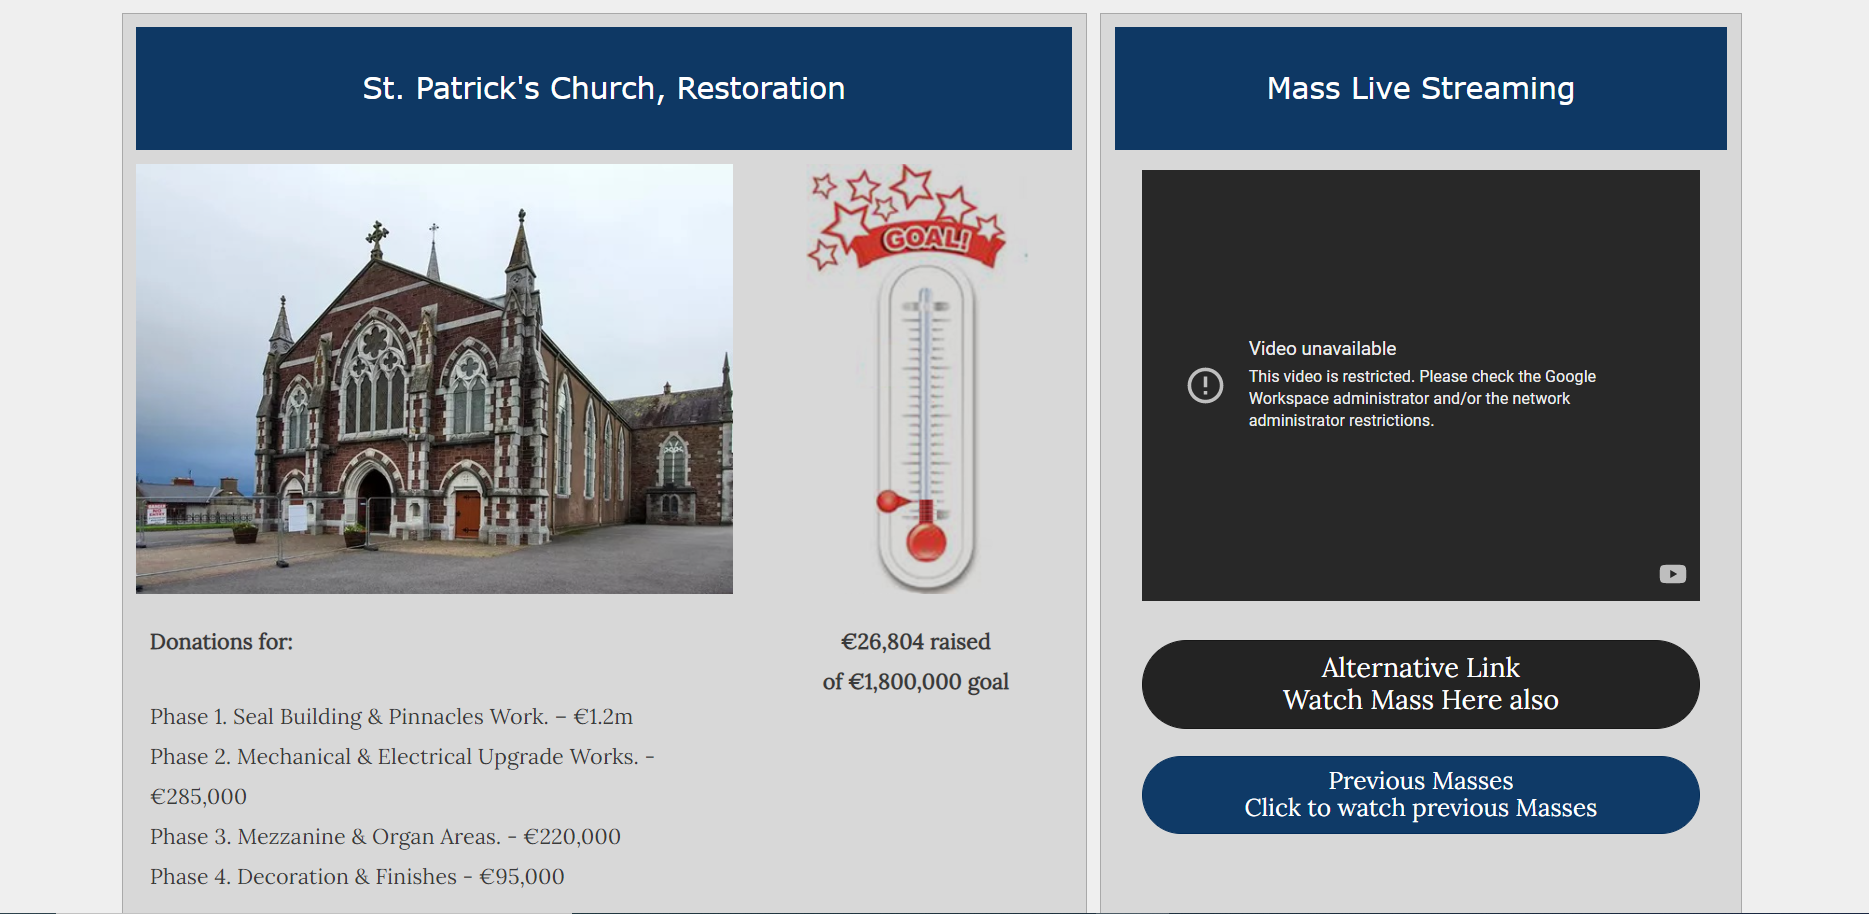 St. Patrick's Church, Restoration
GOAL!
Donations for:
€26,804 raised
of €1,800,000 goal
Phase 1. Seal Building & Pinnacles Work. – €1.2m
Phase 2. Mechanical & Electrical Upgrade Works. -
€285,000
Phase 3. Mezzanine & Organ Areas. - €220,000
Phase 4. Decoration & Finishes - €95,000
Mass Live Streaming
Video unavailable
This video is restricted. Please check the Google
Workspace administrator and/or the network
administrator restrictions.
Alternative Link
Watch Mass Here also
Previous Masses
Click to watch previous Masses